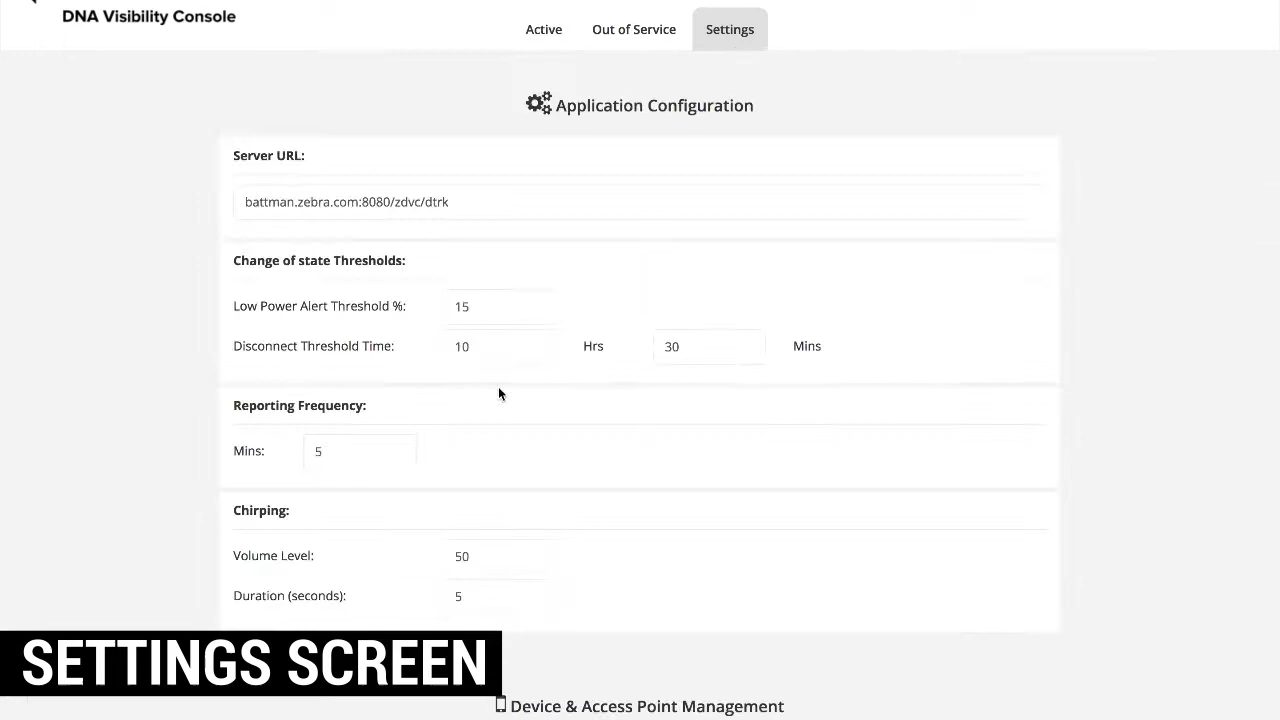 DNA Visibility Console
Active Out of Service Settings
Application Configuration
Server URL:
battman.zebra.com:8080/zdvc/dtrk
Change of state Thresholds:
Low Power Alert Threshold %: 15
Disconnect Threshold Time: 10 Hrs 30 Mins
Reporting Frequency:
Mins: 5
Chirping:
Volume Level: 50
Duration (seconds): 5
SETTINGS SCREEN
Device & Access Point Management